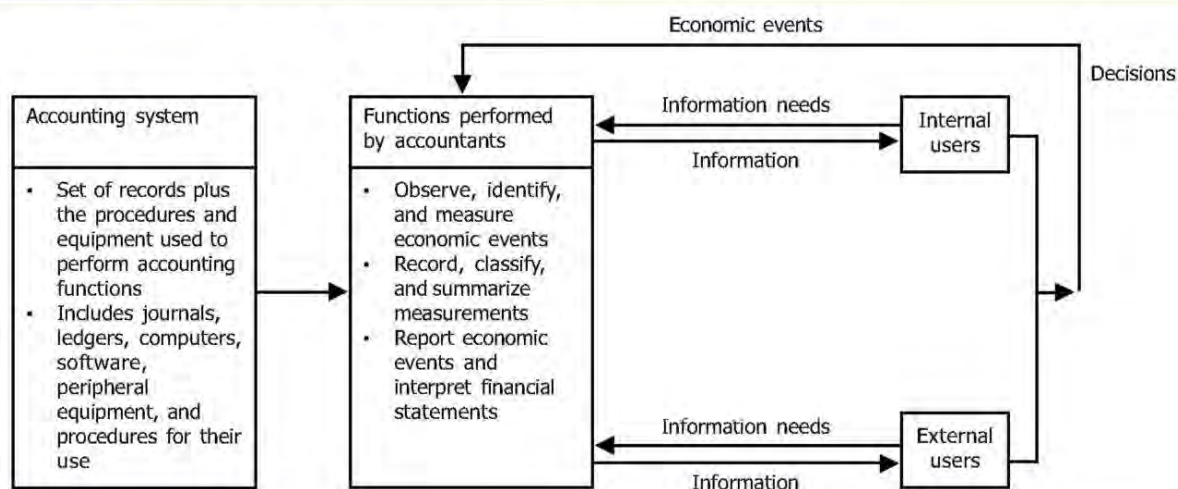 Economic events
Decisions
Accounting system
• Set of records plus
the procedures and
equipment used to
perform accounting
functions
• Includes journals,
ledgers, computers,
software,
peripheral
equipment, and
procedures for their
use
Functions performed
by accountants
• Observe, identify,
and measure
economic events
• Record, classify,
and summarize
measurements
• Report economic
events and
interpret financial
statements
Information needs
Information
Internal
users
Information needs
Information
External
users